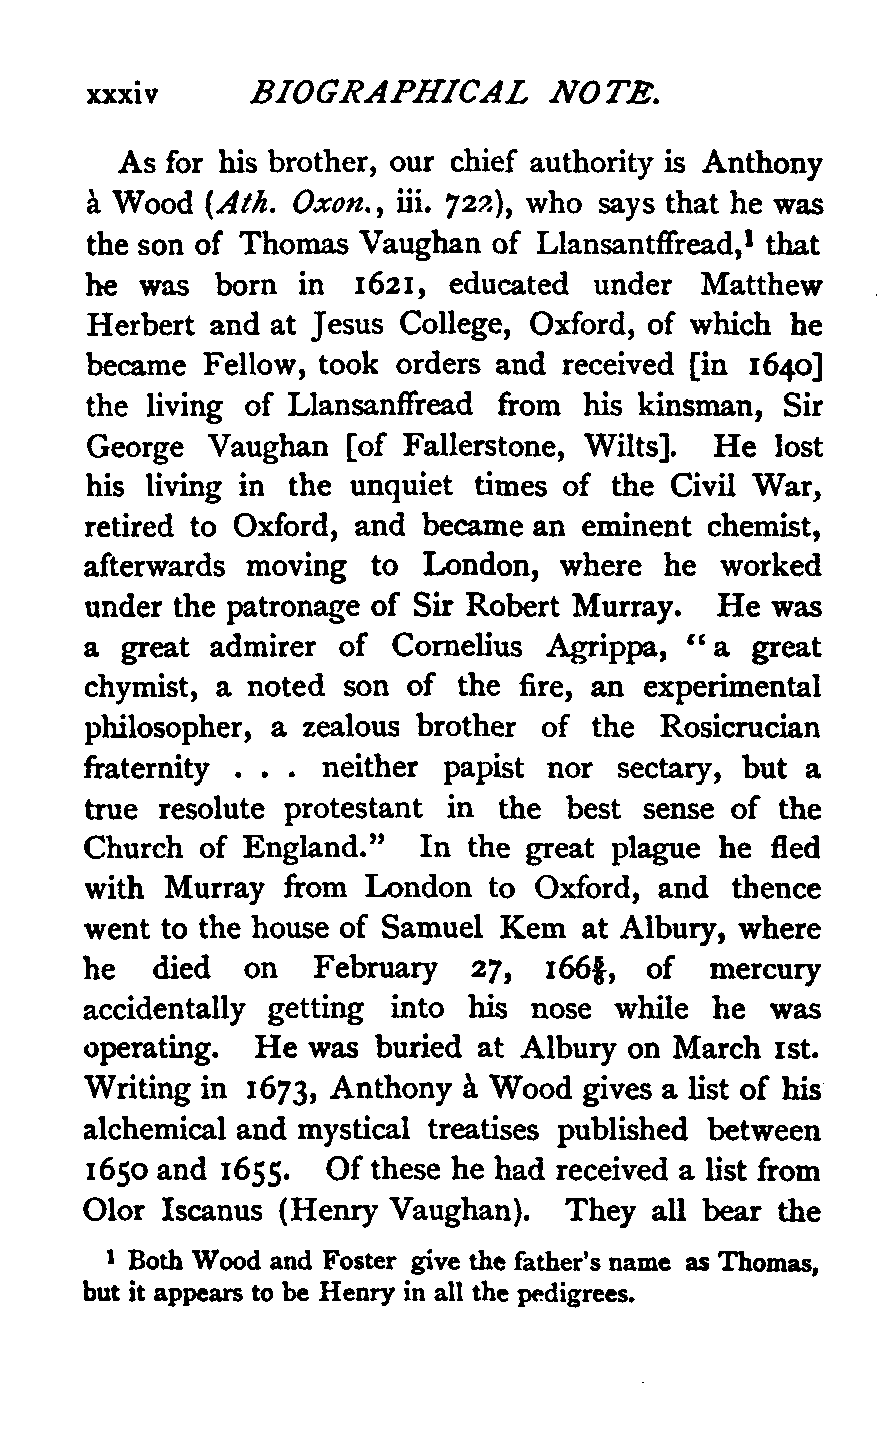 xxxiv BIOGRAPHICAL NOTE.
As for his brother, our chief authority is Anthony
à Wood (Ath. Oxon., iii. 722), who says that he was
the son of Thomas Vaughan of Llansantffread,¹ that
he was born in 1621, educated under Matthew
Herbert and at Jesus College, Oxford, of which he
became Fellow, took orders and received [in 1640]
the living of Llansanffread from his kinsman, Sir
George Vaughan [of Fallerstone, Wilts]. He lost
his living in the unquiet times of the Civil War,
retired to Oxford, and became an eminent chemist,
afterwards moving to London, where he worked
under the patronage of Sir Robert Murray. He was
a great admirer of Cornelius Agrippa, “a great
chymist, a noted son of the fire, an experimental
philosopher, a zealous brother of the Rosicrucian
fraternity . . . neither papist nor sectary, but a
true resolute protestant in the best sense of the
Church of England.” In the great plague he fled
with Murray from London to Oxford, and thence
went to the house of Samuel Kem at Albury, where
he died on February 27, of mercury
accidentally getting into his nose while he was
operating. He was buried at Albury on March 1st.
Writing in 1673, Anthony à Wood gives a list of his
alchemical and mystical treatises published between
1650 and 1655. Of these he had received a list from
Olor Iscanus (Henry Vaughan). They all bear the
¹ Both Wood and Foster give the father's name as Thomas,
but it appears to be Henry in all the pedigrees.